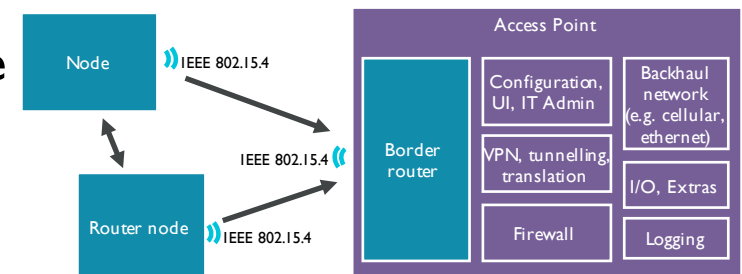 e
Node
IEEE 802.15.4
IEEE 802.15.4
Router node
IEEE 802.15.4
Access Point
Border
router
Configuration,
UI, IT Admin
VPN, tunnelling,
translation
Firewall
Backhaul
network
(e.g. cellular,
ethernet)
I/O, Extras
Logging